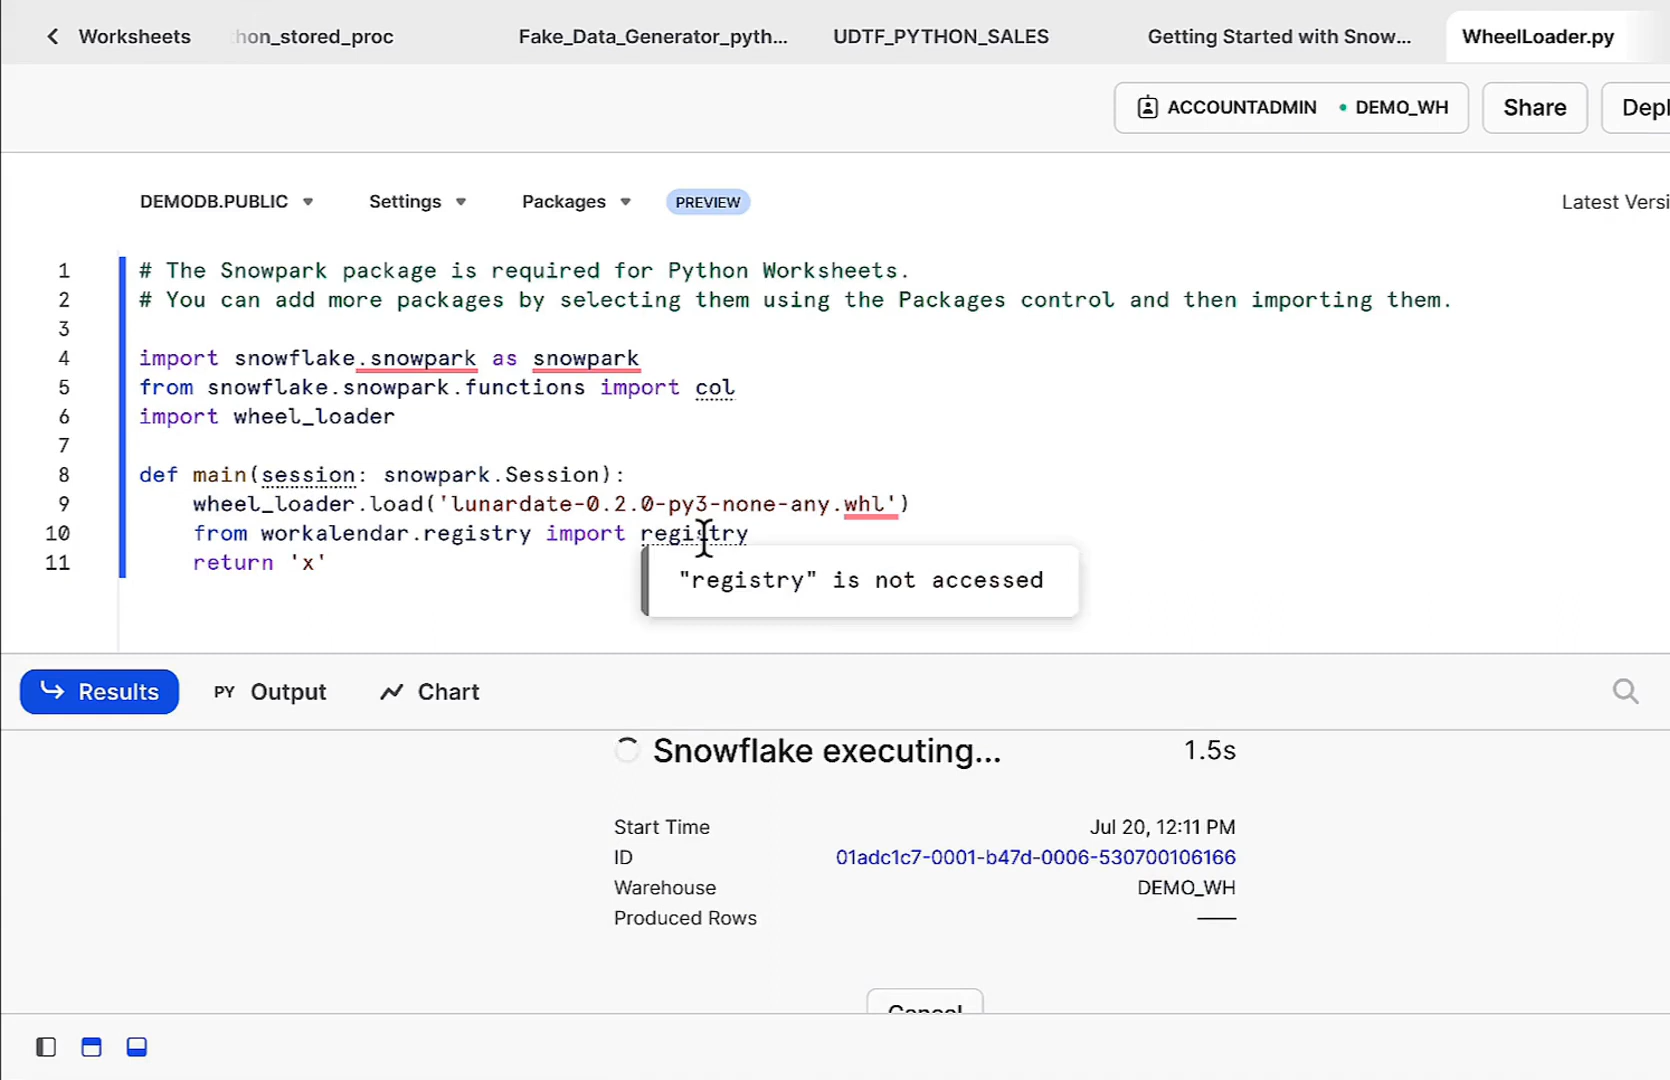 Worksheets hon_stored_proc Fake_Data_Generator_pyth... UDTF_PYTHON_SALES Getting Started with Snow... WheelLoader.py
ACCOUNTADMIN • DEMO_WH Share Depl
DEMODB.PUBLIC Settings Packages PREVIEW Latest Versi
1 # The Snowpark package is required for Python Worksheets.
2 # You can add more packages by selecting them using the Packages control and then importing them.
3
4 import snowflake.snowpark as snowpark
5 from snowflake.snowpark.functions import col
6 import wheel_loader
7
8 def main(session: snowpark.Session):
9 wheel_loader.load('lunardate-0.2.0-py3-none-any.whl')
10 from workalendar.registry import registry
11 return 'x'
"registry" is not accessed
Results PY Output Chart
Snowflake executing... 1.5s
Start Time Jul 20, 12:11 PM
ID 01adc1c7-0001-b47d-0006-530700106166
Warehouse DEMO_WH
Produced Rows
Cancel